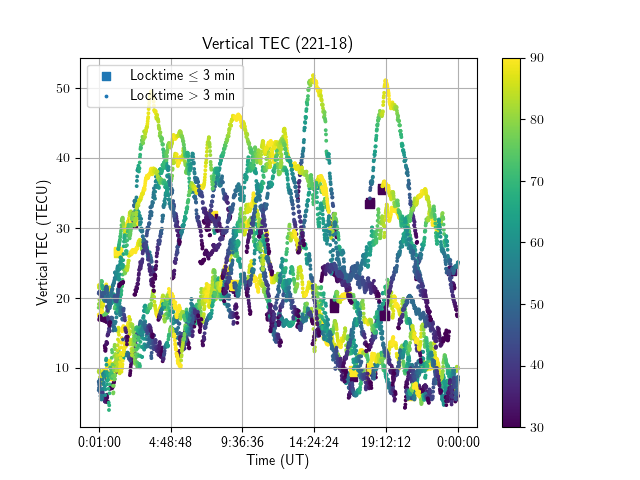 Vertical TEC (221-18)
Locktime ≤ 3 min
Locktime > 3 min
Vertical TEC (TECU)
50
40
30
20
10
0:01:00 4:48:48 9:36:36 14:24:24 19:12:12 0:00:00
Time (UT)
90
80
70
60
50
40
30